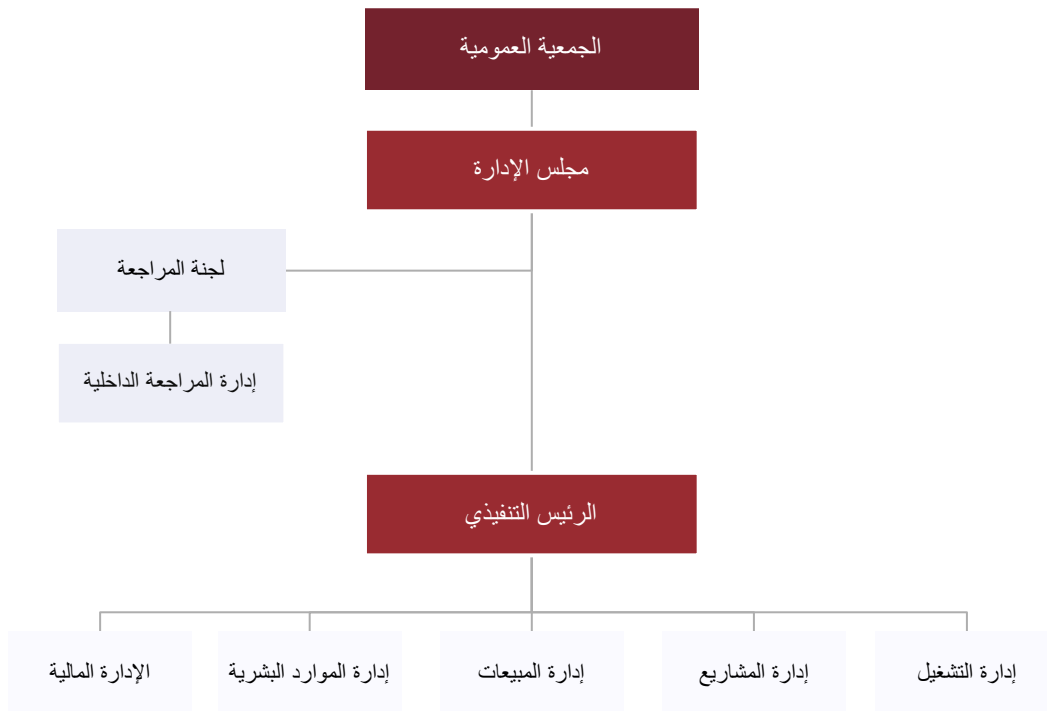 الجمعية العمومية
مجلس الإدارة
لجنة المراجعة
إدارة المراجعة الداخلية
الرئيس التنفيذي
إدارة التشغيل
إدارة المشاريع
إدارة المبيعات
إدارة الموارد البشرية
الإدارة المالية